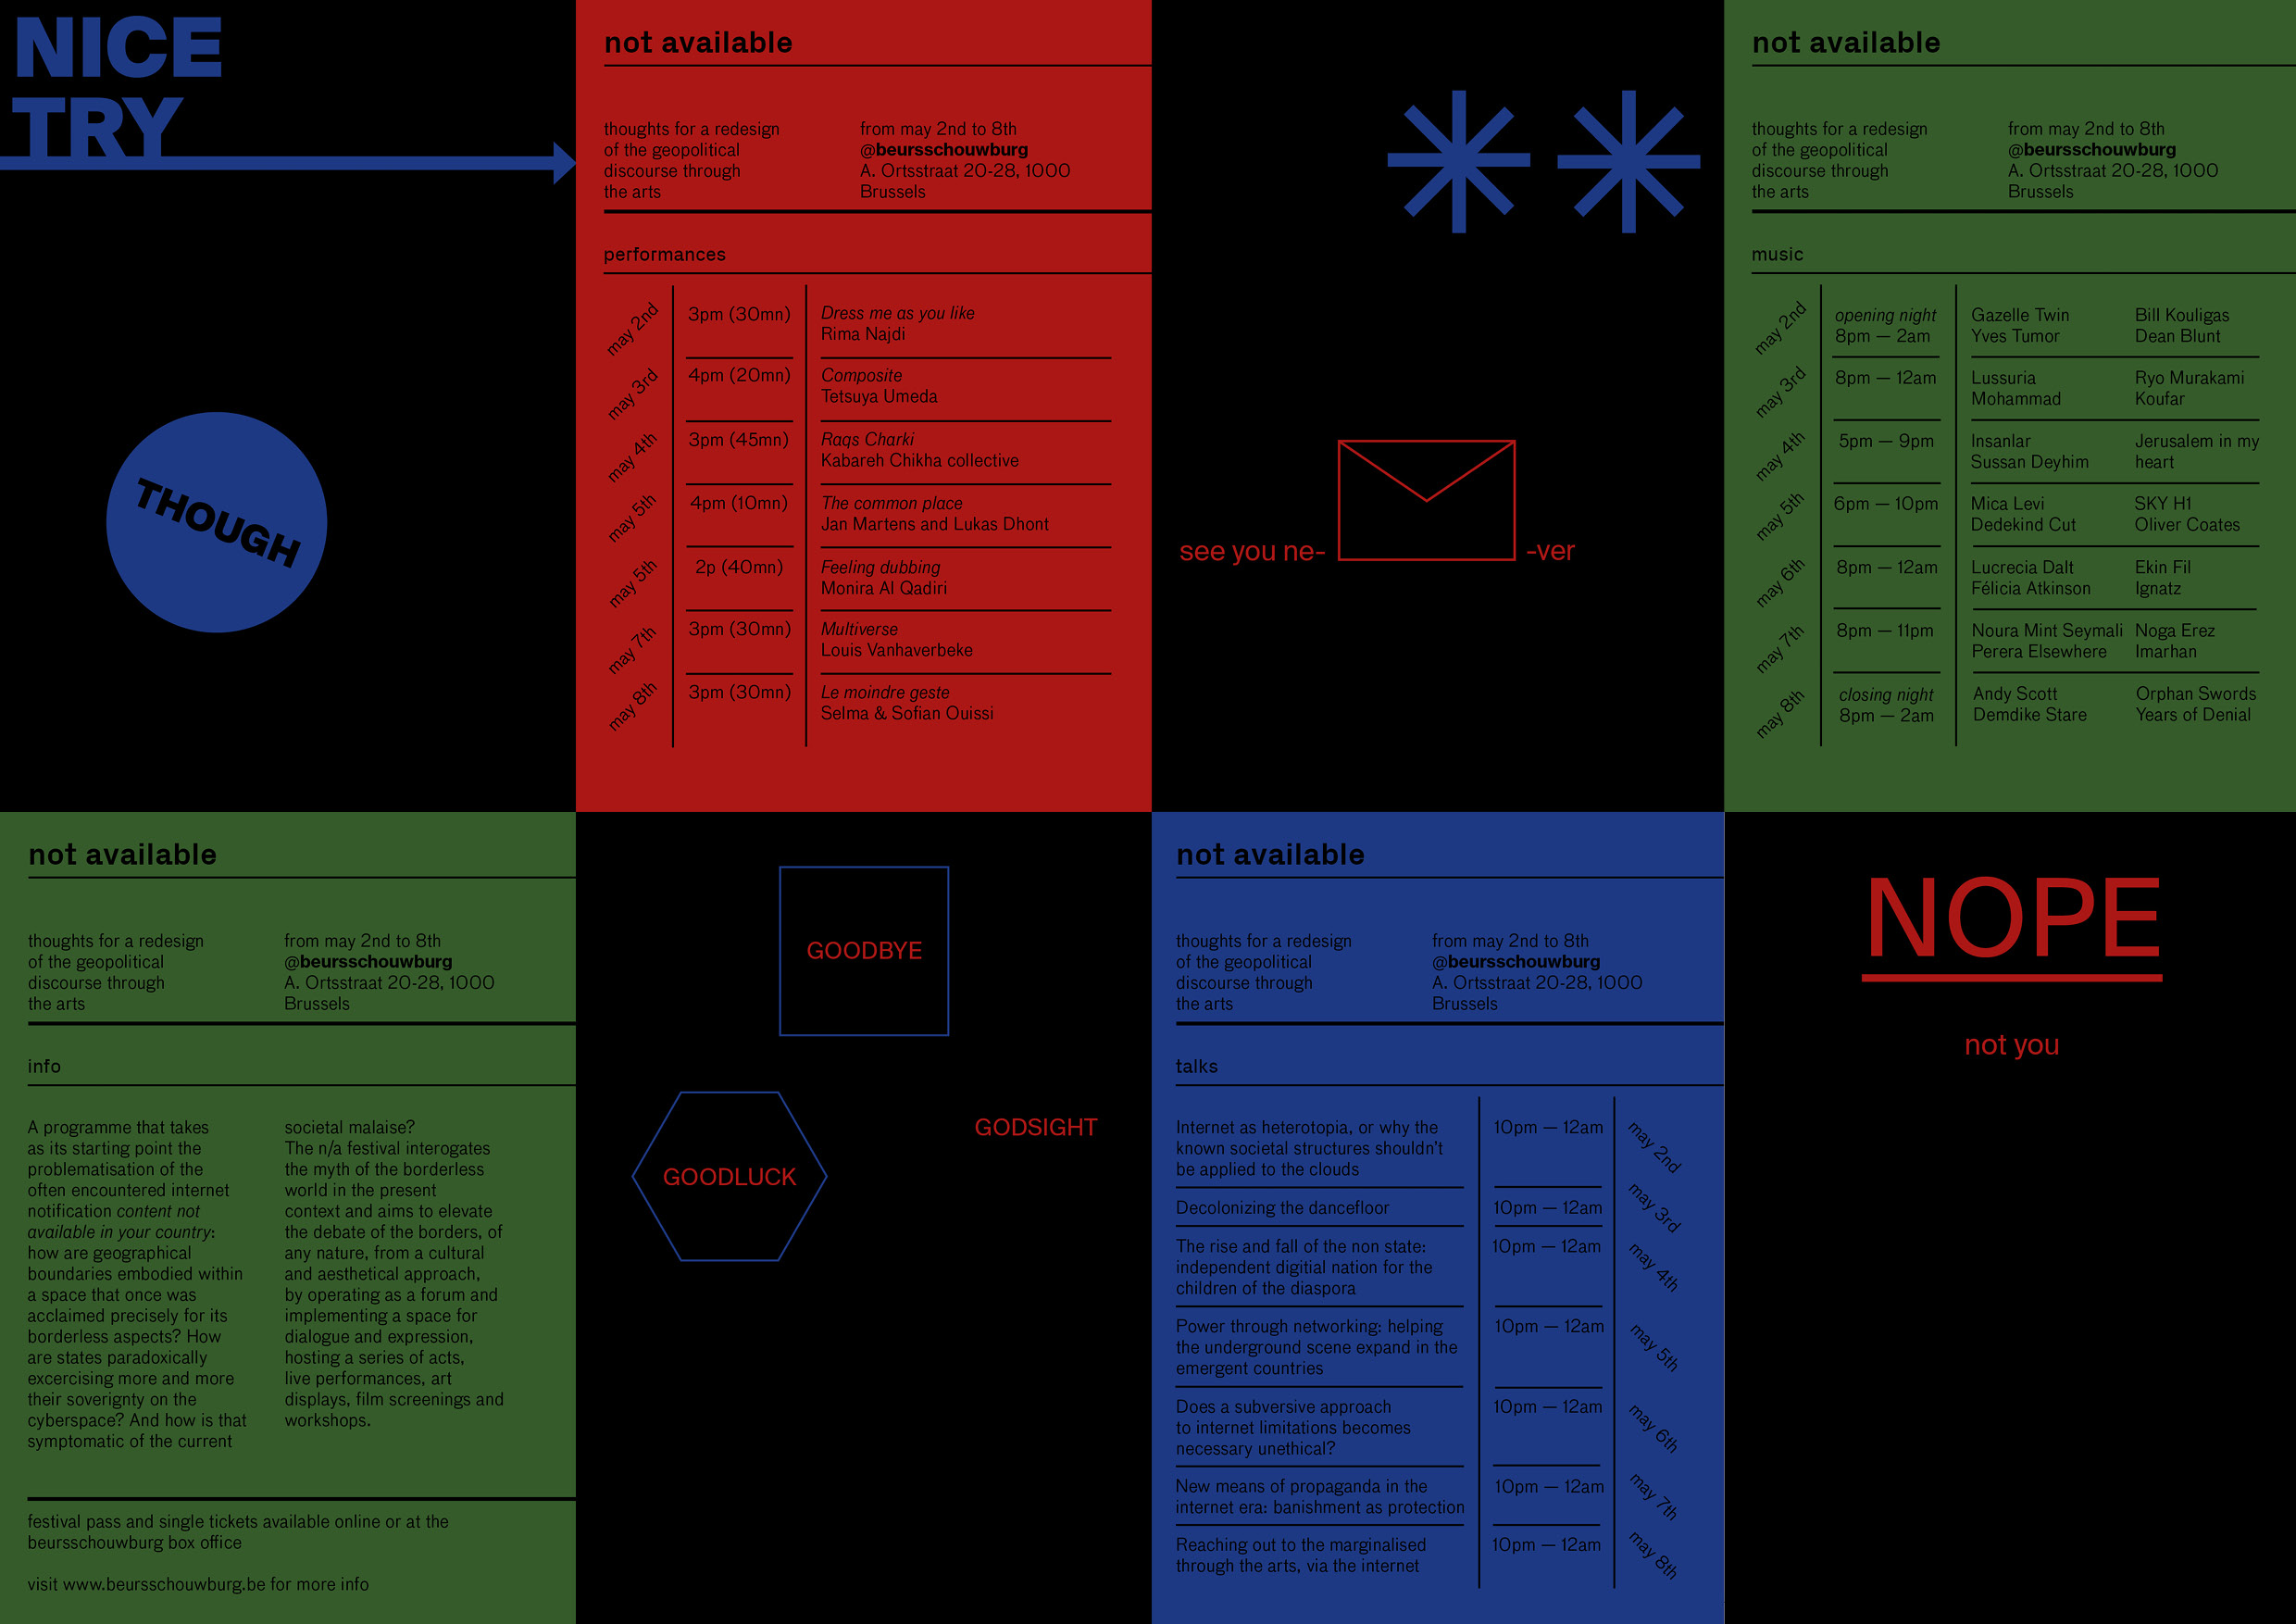 NICE
TRY
THOUGH
not available
thoughts for a redesign
of the geopolitical
discourse through
the arts
from may 2nd to 8th
@beursschouwburg
A. Ortsstraat 20-28, 1000
Brussels
performances
may 2nd
3pm (30mn)
Dress me as you like
Rima Najdi
may 3rd
4pm (20mn)
Composite
Tetsuya Umeda
may 4th
3pm (45mn)
Raqs Charki
Kabareh Chikha collective
may 5th
4pm (10mn)
The common place
Jan Martens and Lukas Dhont
may 5th
2p (40mn)
Feeling dubbing
Monira Al Qadiri
may 7th
3pm (30mn)
Multiverse
Louis Vanhaverbeke
may 8th
3pm (30mn)
Le moindre geste
Selma & Sofian Ouissi
see you ne-
-ver
not available
thoughts for a redesign
of the geopolitical
discourse through
the arts
from may 2nd to 8th
@beursschouwburg
A. Ortsstraat 20-28, 1000
Brussels
music
may 2nd
opening night
8pm — 2am
Gazelle Twin
Yves Tumor
Bill Kouligas
Dean Blunt
may 3rd
8pm — 12am
Lussuria
Mohammad
Ryo Murakami
Koufar
may 4th
5pm — 9pm
Insanlar
Sussan Deyhim
Jerusalem in my
heart
may 5th
6pm — 10pm
Mica Levi
Dedekind Cut
SKY H1
Oliver Coates
may 6th
8pm — 12am
Lucrecia Dalt
Félicia Atkinson
Ekin Fil
Ignatz
may 7th
8pm — 11pm
Noura Mint Seymali
Perera Elsewhere
Noga Erez
Imarhan
may 8th
closing night
8pm — 2am
Andy Scott
Demdike Stare
Orphan Swords
Years of Denial
not available
thoughts for a redesign
of the geopolitical
discourse through
the arts
from may 2nd to 8th
@beursschouwburg
A. Ortsstraat 20-28, 1000
Brussels
info
A programme that takes
as its starting point the
problematisation of the
often encountered internet
notification content not
available in your country:
how are geographical
boundaries embodied within
a space that once was
acclaimed precisely for its
borderless aspects? How
are states paradoxically
excercising more and more
their soverignty on the
cyberspace? And how is that
symptomatic of the current
societal malaise?
The n/a festival interogates
the myth of the borderless
world in the present
context and aims to elevate
the debate of the borders, of
any nature, from a cultural
and aesthetical approach,
by operating as a forum and
implementing a space for
dialogue and expression,
hosting a series of acts,
live performances, art
displays, film screenings and
workshops.
festival pass and single tickets available online or at the
beursschouwburg box office
visit www.beursschouwburg.be for more info
GOODBYE
GODSIGHT
GOODLUCK
not available
thoughts for a redesign
of the geopolitical
discourse through
the arts
from may 2nd to 8th
@beursschouwburg
A. Ortsstraat 20-28, 1000
Brussels
talks
Internet as heterotopia, or why the
known societal structures shouldn't
be applied to the clouds
10pm — 12am
may 2nd
Decolonizing the dancefloor
10pm — 12am
may 3rd
The rise and fall of the non state:
independent digitial nation for the
children of the diaspora
10pm — 12am
may 4th
Power through networking: helping
the underground scene expand in the
emergent countries
10pm — 12am
may 5th
Does a subversive approach
to internet limitations becomes
necessary unethical?
10pm — 12am
may 6th
New means of propaganda in the
internet era: banishment as protection
10pm — 12am
may 7th
Reaching out to the marginalised
through the arts, via the internet
10pm — 12am
may 8th
NOPE
not you